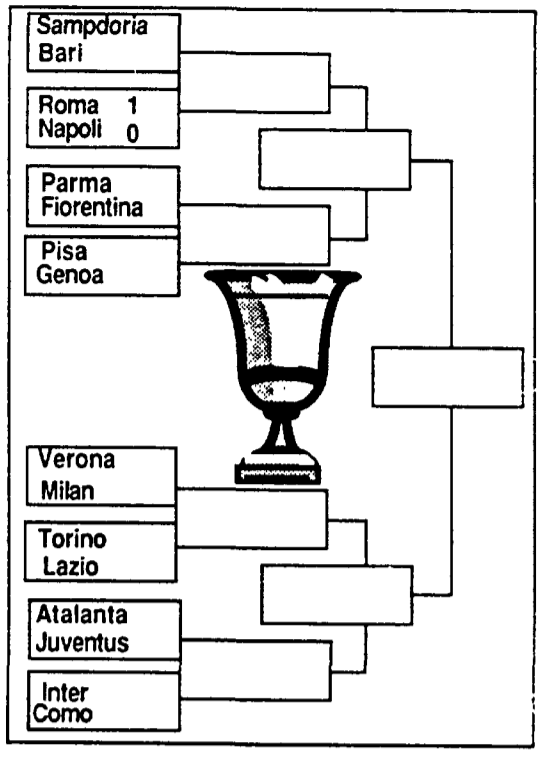 Sampdoria
Bari
Roma 1
Napoli 0
Parma
Fiorentina
Pisa
Genoa
Verona
Milan
Torino
Lazio
Atalanta
Juventus
Inter
Como